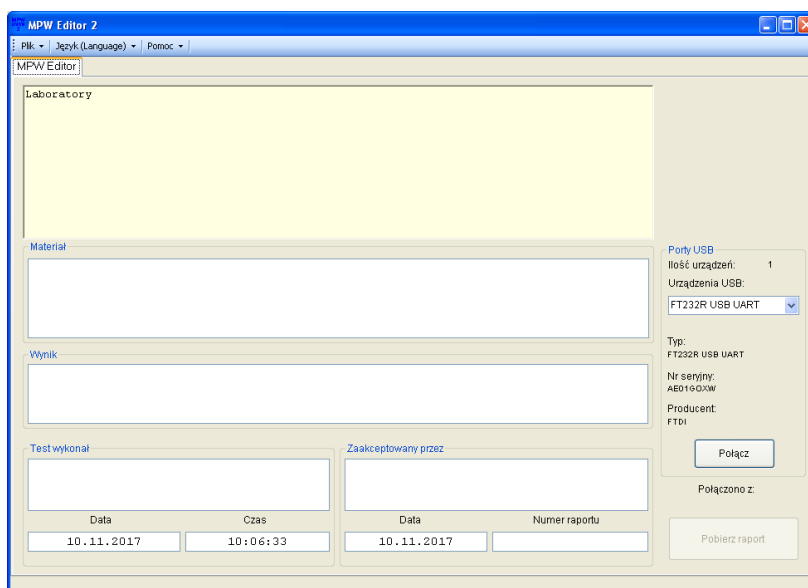 MPW Editor 2
Plik Język (Language) Pomoc
MPW Editor
Laboratory
Materiał
Wynik
Test wykonał
Data Czas
10.11.2017 10:06:33
Zaakceptowany przez
Data Numer raportu
10.11.2017
Porty USB
Ilość urządzeń: 1
Urządzenia USB:
FT232R USB UART
Typ:
FT232R USB UART
Nr seryjny:
AE01GOXW
Producent:
FTDI
Połącz
Połączono z:
Pobierz raport